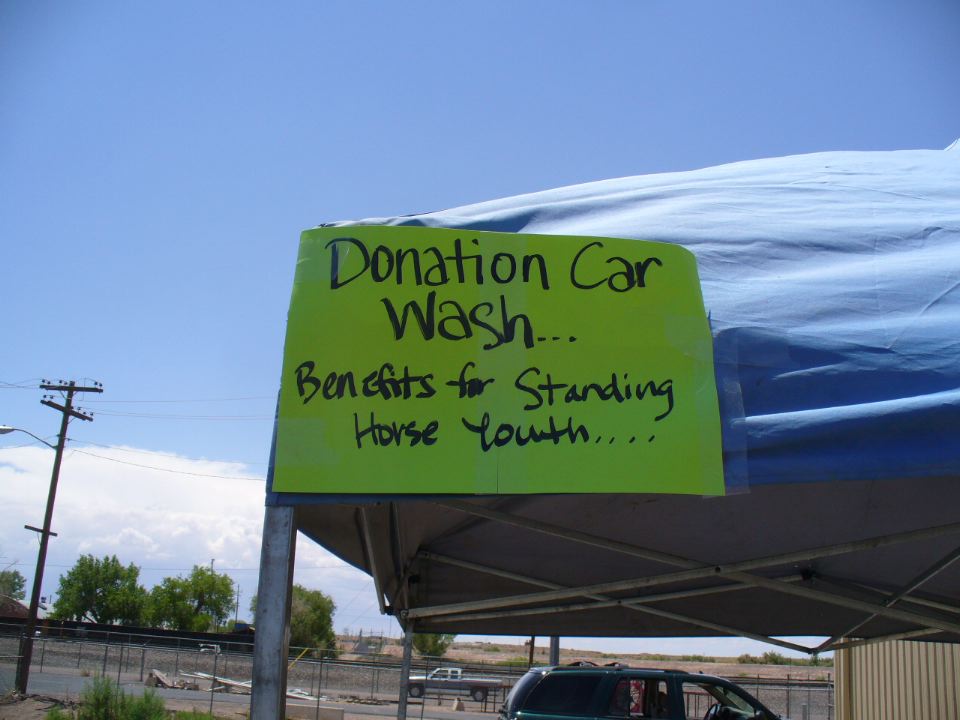 Donation Car
Wash...
Benefits for Standing
Horse Youth....